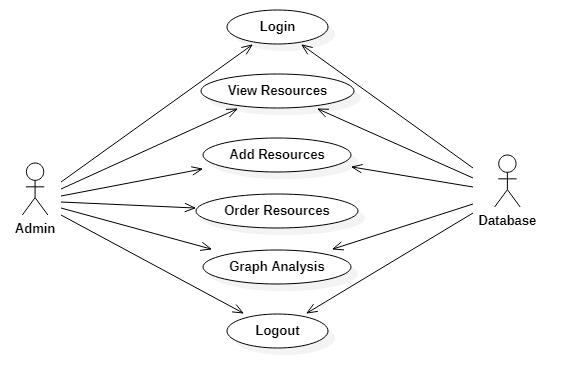 Login
View Resources
Add Resources
Order Resources
Graph Analysis
Logout
Admin
Database